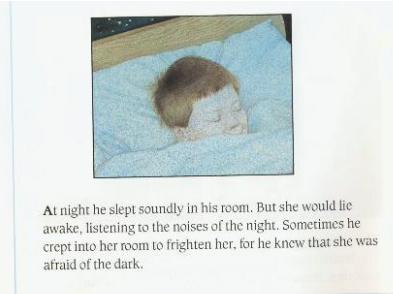 At night he slept soundly in his room. But she would lie
awake, listening to the noises of the night. Sometimes he
crept into her room to frighten her, for he knew that she was
afraid of the dark.